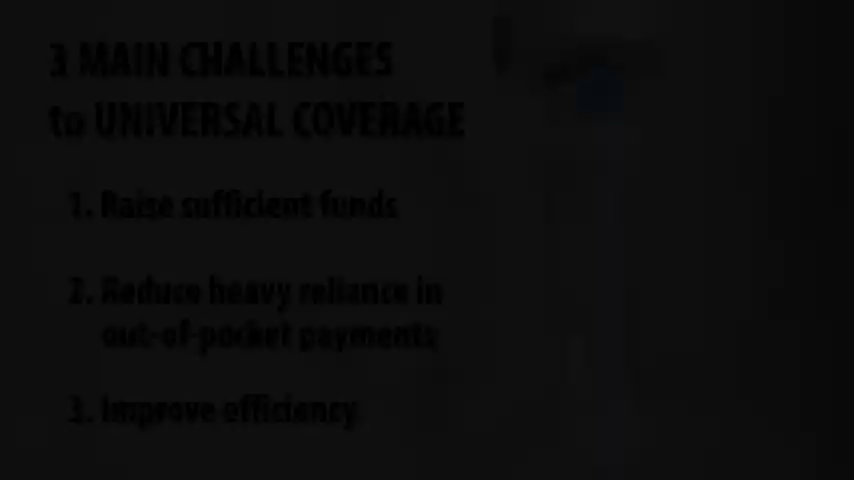 3 MAIN CHALLENGES
to UNIVERSAL COVERAGE
1. Raise sufficient funds
2. Reduce heavy reliance in
out-of-pocket payments
3. Improve efficiency